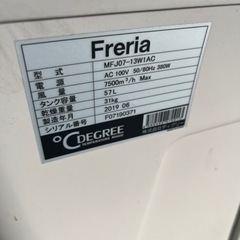 Freria
型 式 MFJ07-13WIAC
電 源 AC 100V 50/60Hz 380W
風 量 7500m³/h Max
タンク容量 57L
乾燥重量 31kg
製造年月 2019 06
シリアル番号 F07190371
℃DEGREE